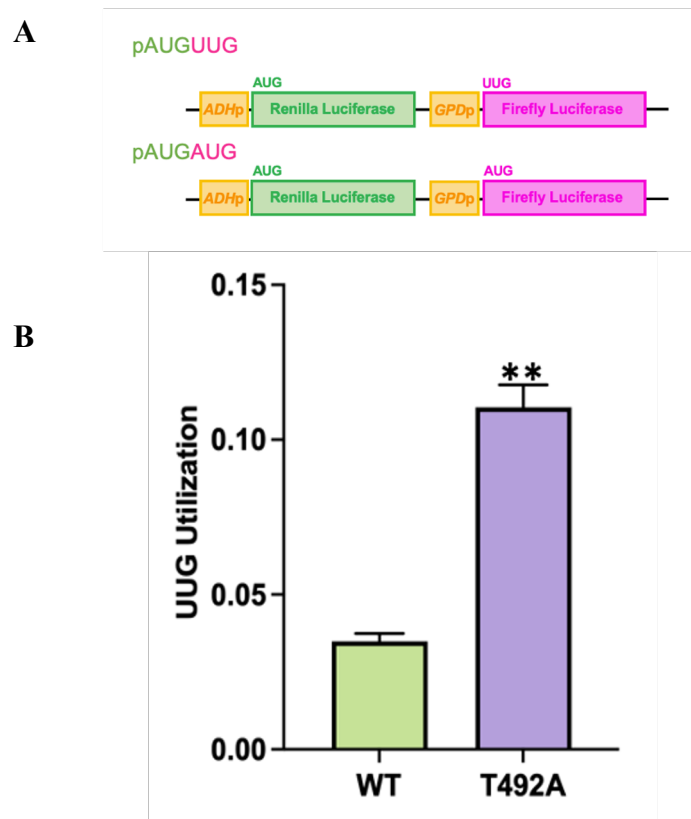 A
pAUGUUG
AUG UUG
ADHp Renilla Luciferase GPDp Firefly Luciferase
pAUGAUG
AUG AUG
ADHp Renilla Luciferase GPDp Firefly Luciferase
B
UUG Utilization
0.15
**
0.10
0.05
0.00
WT T492A